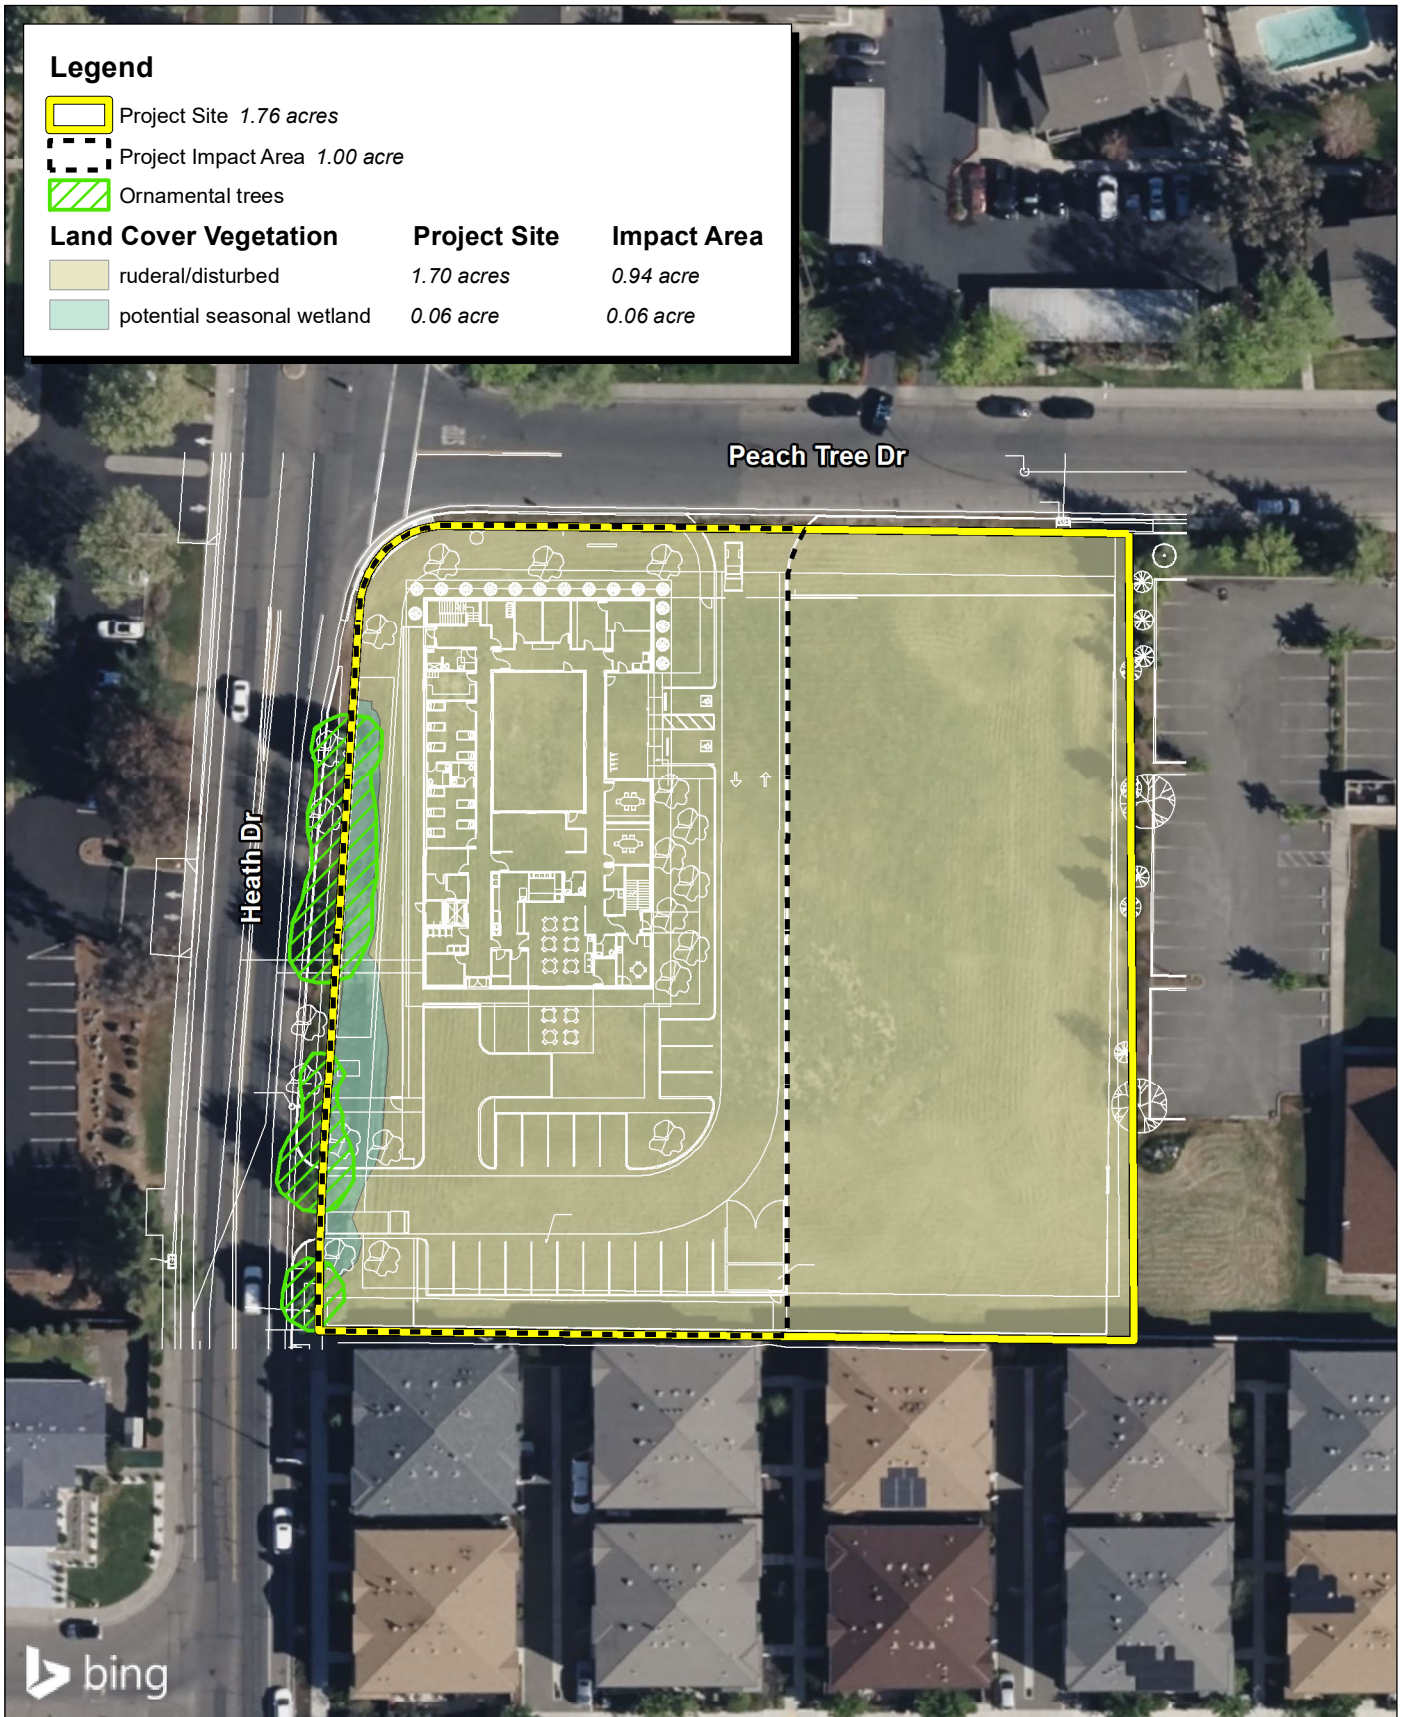 Legend
Project Site 1.76 acres
Project Impact Area 1.00 acre
Ornamental trees
Land Cover Vegetation Project Site Impact Area
ruderal/disturbed 1.70 acres 0.94 acre
potential seasonal wetland 0.06 acre 0.06 acre
STOP
Peach Tree Dr
Heath Dr
bing